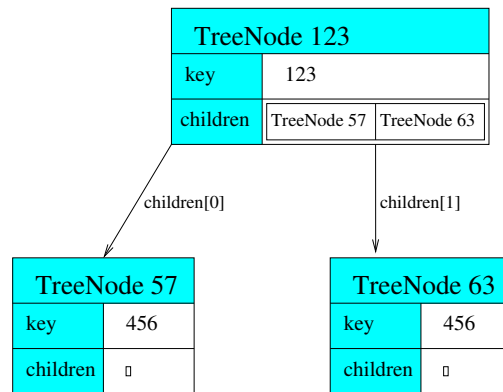 TreeNode 123
key 123
children TreeNode 57 TreeNode 63
children[0] children[1]
TreeNode 57 TreeNode 63
key 456 key 456
children ▯ children ▯